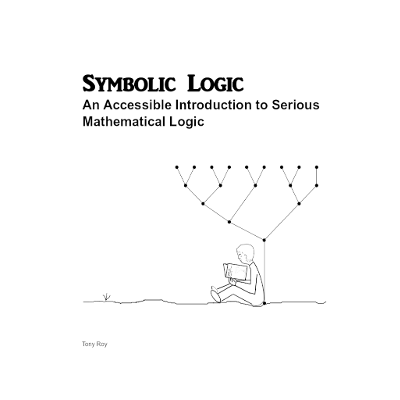 Symbolic Logic
An Accessible Introduction to Serious
Mathematical Logic
Tony Roy